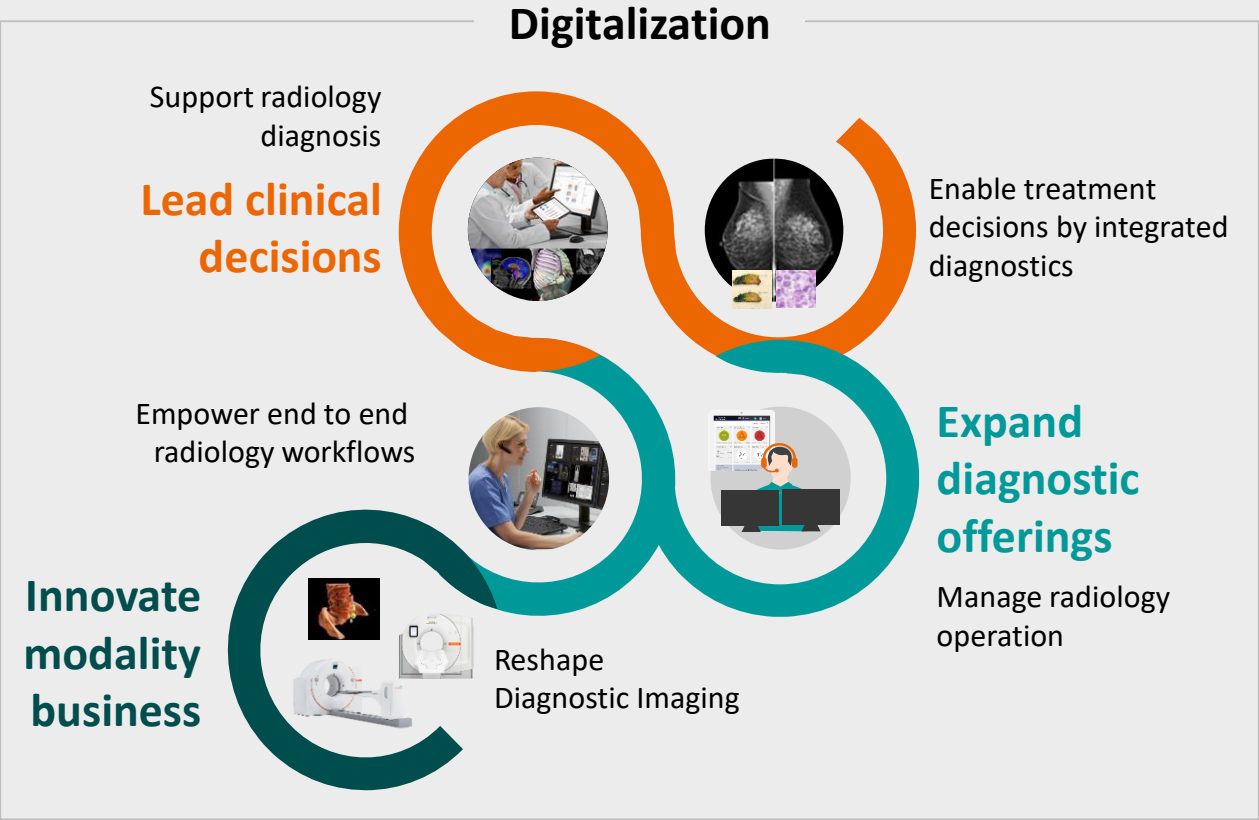 Digitalization
Support radiology
diagnosis
Lead clinical
decisions
Enable treatment
decisions by integrated
diagnostics
Empower end to end
radiology workflows
Expand
diagnostic
offerings
Manage radiology
operation
Innovate
modality
business
Reshape
Diagnostic Imaging